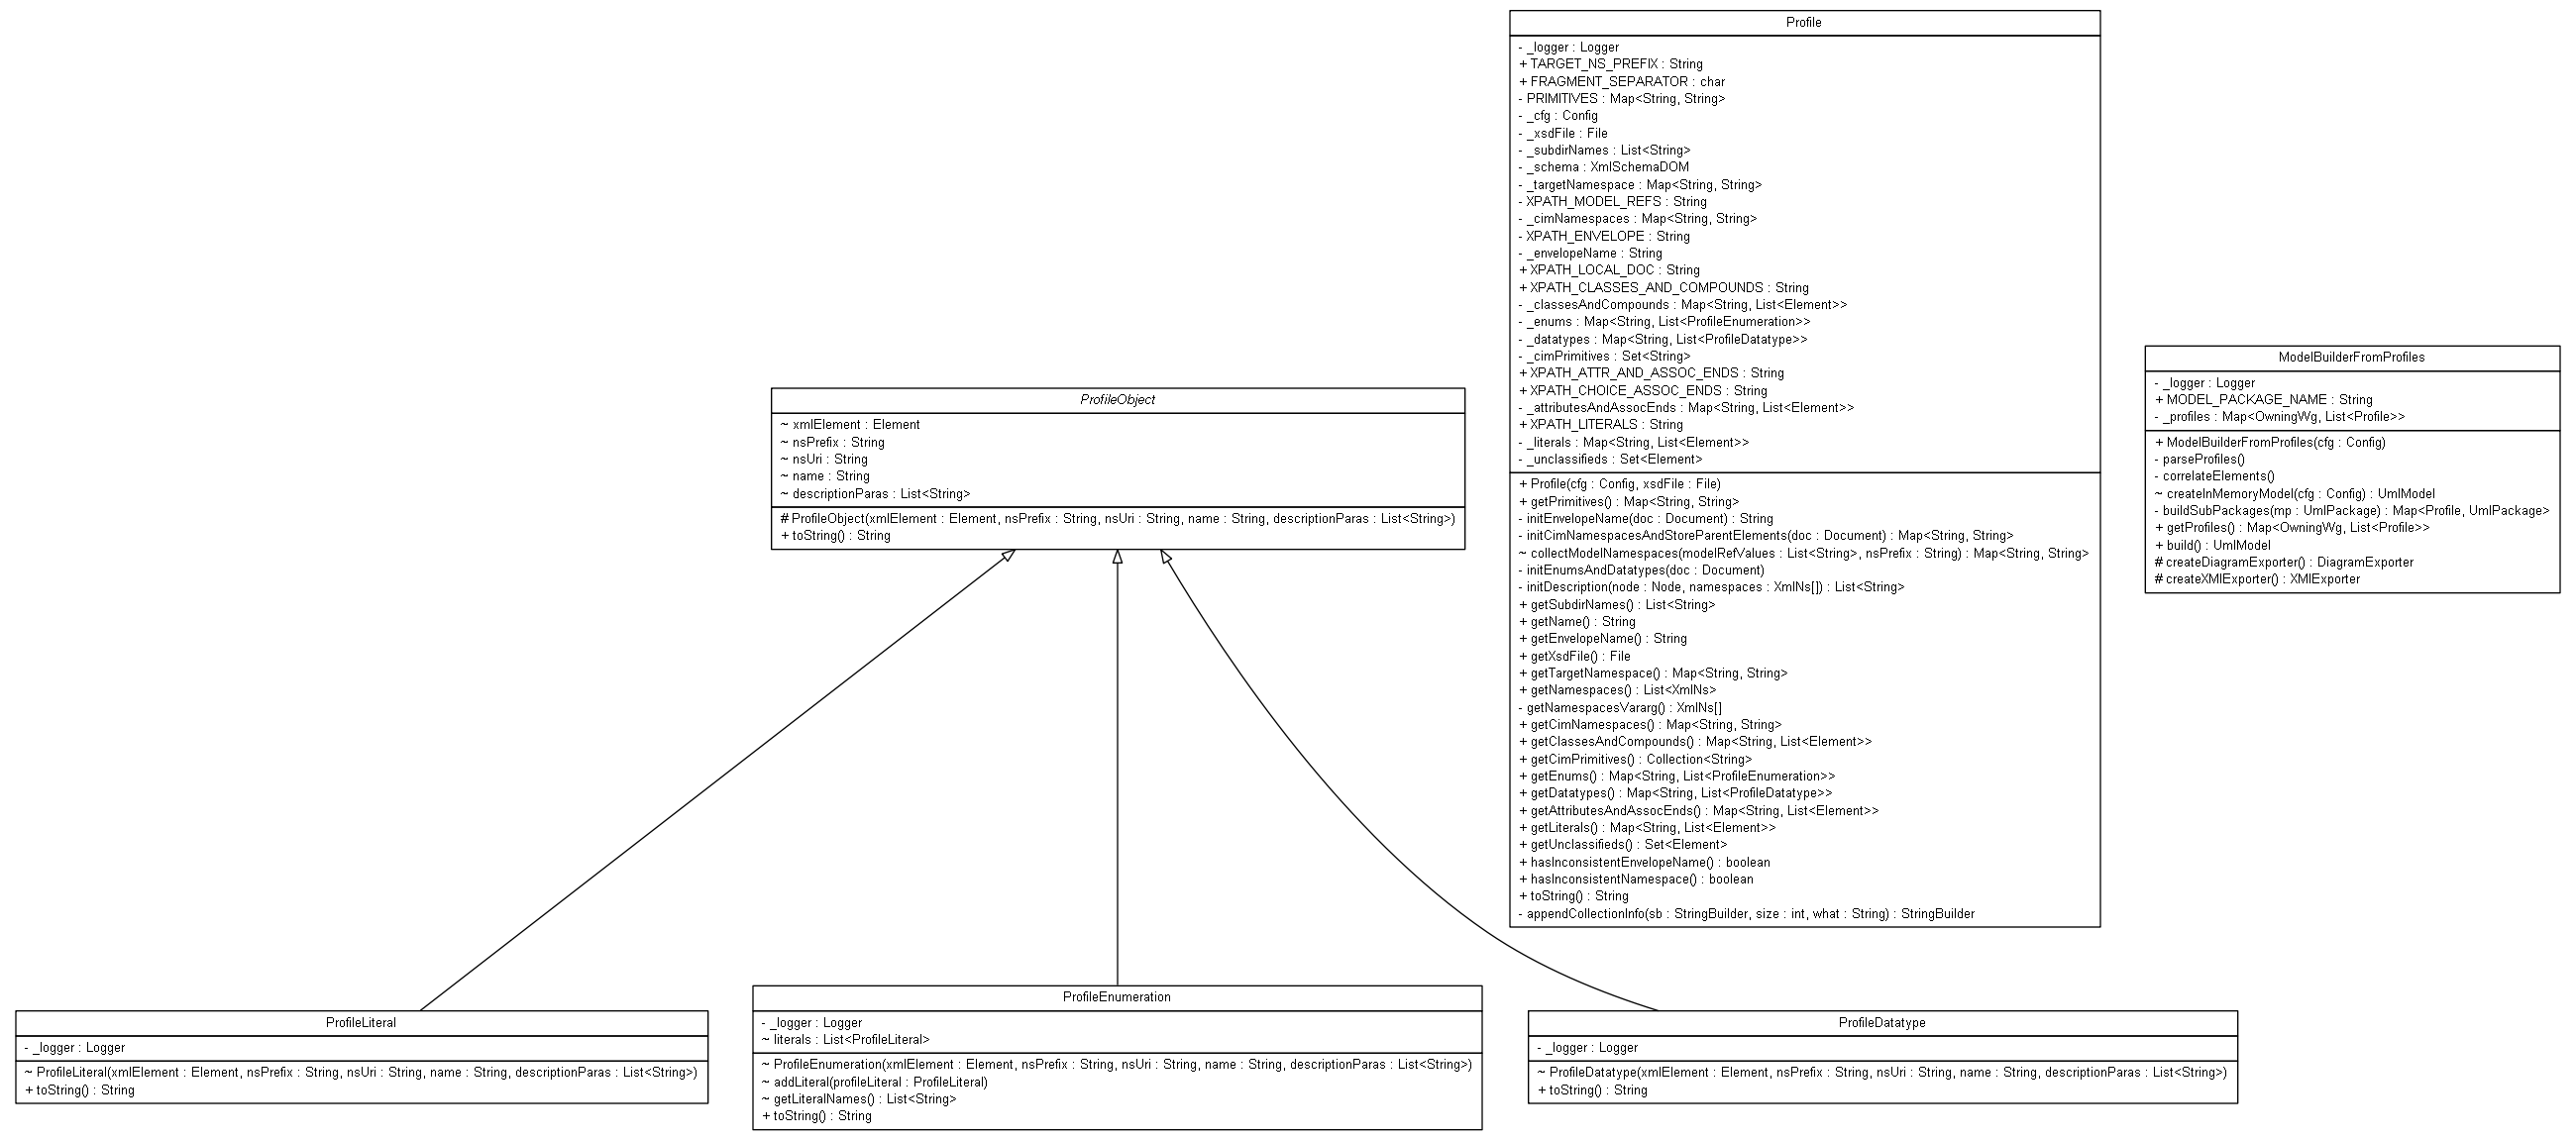 Profile
- _logger : Logger
+ TARGET_NS_PREFIX : String
+ FRAGMENT_SEPARATOR : char
- PRIMITIVES : Map<String, String>
- _cfg : Config
- _xsdFile : File
- _subdirNames : List<String>
- _schema : XmlSchemaDOM
- _targetNamespace : Map<String, String>
- XPATH_MODEL_REFS : String
- _cimNamespaces : Map<String, String>
- XPATH_ENVELOPE : String
- _envelopeName : String
+ XPATH_LOCAL_DOC : String
+ XPATH_CLASSES_AND_COMPOUNDS : String
- _classesAndCompounds : Map<String, List<Element>>
- _enums : Map<String, List<ProfileEnumeration>>
- _datatypes : Map<String, List<ProfileDatatype>>
- _cimPrimitives : Set<String>
+ XPATH_ATTR_AND_ASSOC_ENDS : String
+ XPATH_CHOICE_ASSOC_ENDS : String
- _attributesAndAssocEnds : Map<String, List<Element>>
+ XPATH_LITERALS : String
- _literals : Map<String, List<Element>>
- _unclassifieds : Set<Element>
+ Profile(cfg : Config, xsdFile : File)
+ getPrimitives() : Map<String, String>
- initEnvelopeName(doc : Document) : String
- initCimNamespacesAndStoreParentElements(doc : Document) : Map<String, String>
~ collectModelNamespaces(modelRefValues : List<String>, nsPrefix : String) : Map<String, String>
- initEnumsAndDatatypes(doc : Document)
- initDescription(node : Node, namespaces : XmlNs[]) : List<String>
+ getSubdirNames() : List<String>
+ getName() : String
+ getEnvelopeName() : String
+ getXsdFile() : File
+ getTargetNamespace() : Map<String, String>
+ getNamespaces() : List<XmlNs>
- getNamespacesVararg() : XmlNs[]
+ getCimNamespaces() : Map<String, String>
+ getClassesAndCompounds() : Map<String, List<Element>>
+ getCimPrimitives() : Collection<String>
+ getEnums() : Map<String, List<ProfileEnumeration>>
+ getDatatypes() : Map<String, List<ProfileDatatype>>
+ getAttributesAndAssocEnds() : Map<String, List<Element>>
+ getLiterals() : Map<String, List<Element>>
+ getUnclassifieds() : Set<Element>
+ hasInconsistentEnvelopeName() : boolean
+ hasInconsistentNamespace() : boolean
+ toString() : String
- appendCollectionInfo(sb : StringBuilder, size : int, what : String) : StringBuilder
ModelBuilderFromProfiles
- _logger : Logger
+ MODEL_PACKAGE_NAME : String
- _profiles : Map<OwningWg, List<Profile>>
+ ModelBuilderFromProfiles(cfg : Config)
- parseProfiles()
- correlateElements()
~ createInMemoryModel(cfg : Config) : UmlModel
- buildSubPackages(mp : UmlPackage) : Map<Profile, UmlPackage>
+ getProfiles() : Map<OwningWg, List<Profile>>
+ build() : UmlModel
# createDiagramExporter() : DiagramExporter
# createXMIExporter() : XMIExporter
ProfileObject
~ xmlElement : Element
~ nsPrefix : String
~ nsUri : String
~ name : String
~ descriptionParas : List<String>
# ProfileObject(xmlElement : Element, nsPrefix : String, nsUri : String, name : String, descriptionParas : List<String>)
+ toString() : String
ProfileLiteral
- _logger : Logger
~ ProfileLiteral(xmlElement : Element, nsPrefix : String, nsUri : String, name : String, descriptionParas : List<String>)
+ toString() : String
ProfileEnumeration
- _logger : Logger
~ literals : List<ProfileLiteral>
~ ProfileEnumeration(xmlElement : Element, nsPrefix : String, nsUri : String, name : String, descriptionParas : List<String>)
~ addLiteral(profileLiteral : ProfileLiteral)
~ getLiteralNames() : List<String>
+ toString() : String
ProfileDatatype
- _logger : Logger
~ ProfileDatatype(xmlElement : Element, nsPrefix : String, nsUri : String, name : String, descriptionParas : List<String>)
+ toString() : String